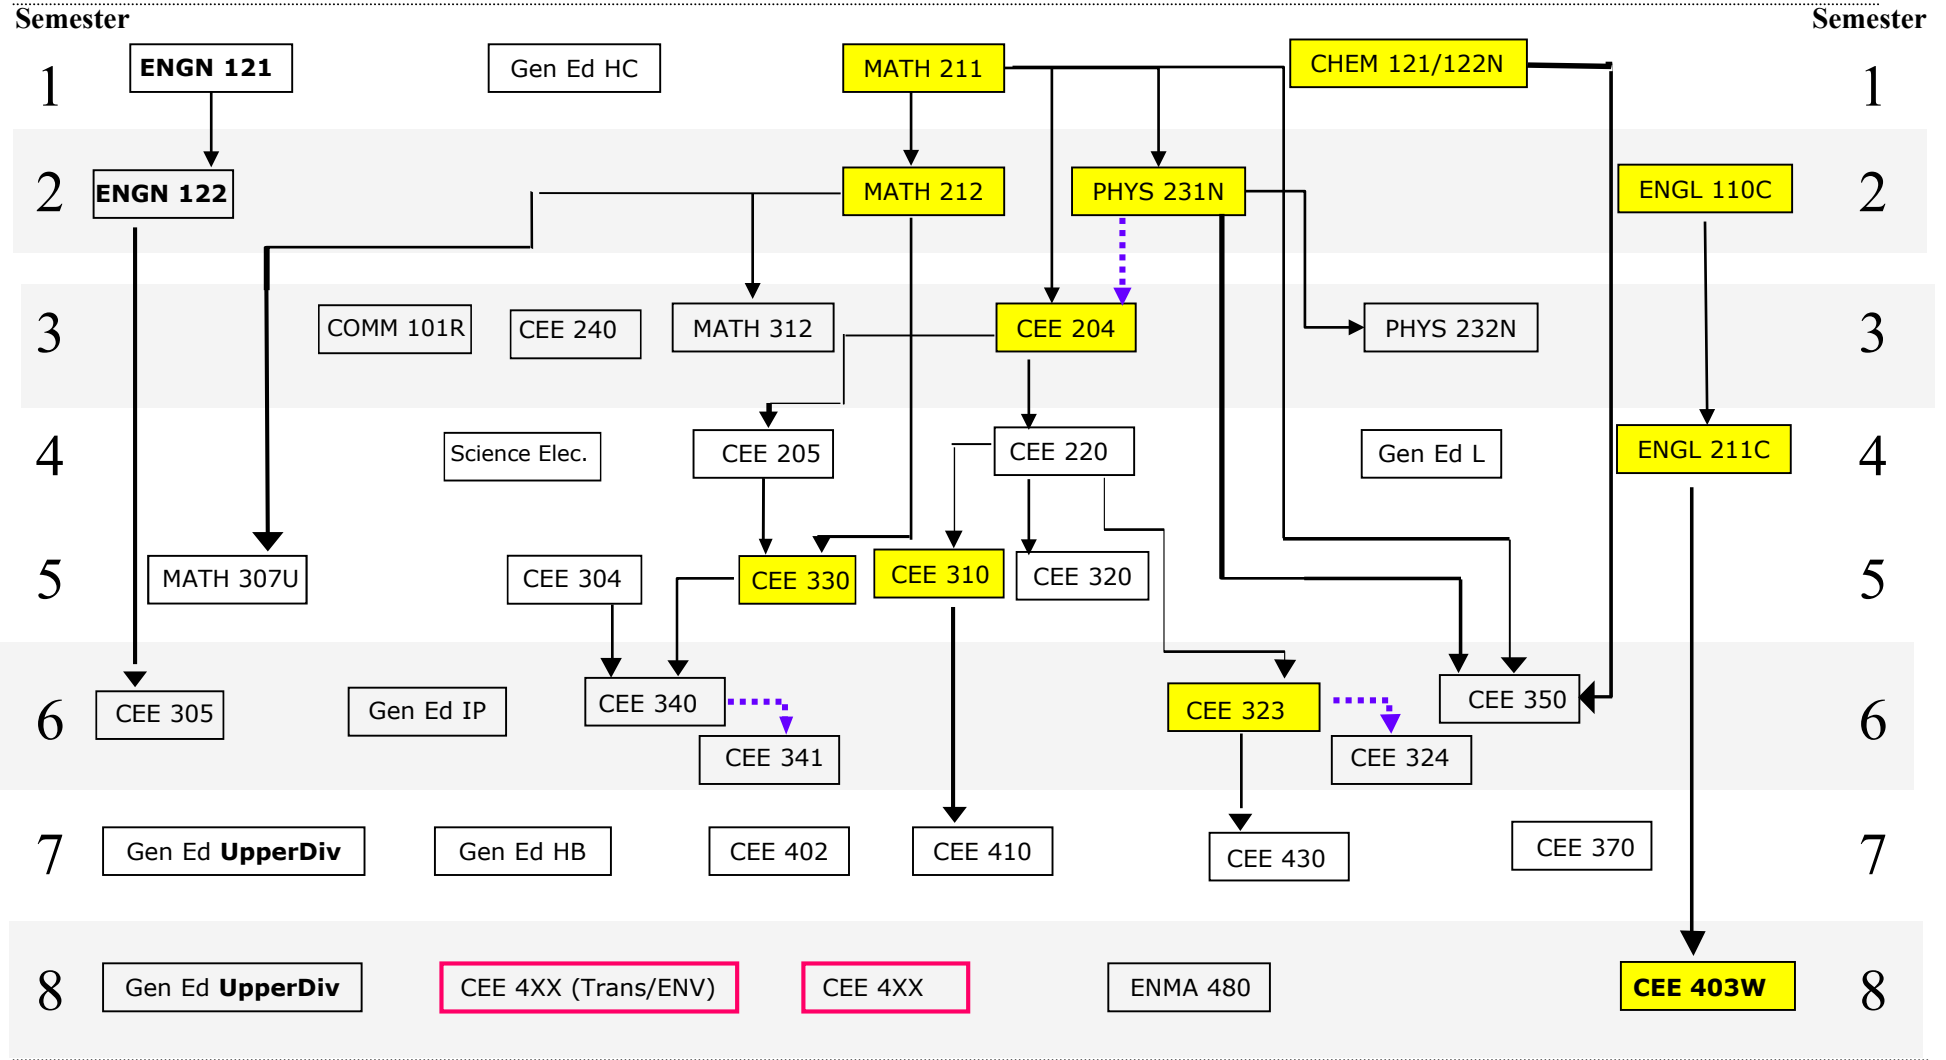 Semester
Semester
1
ENGN 121
Gen Ed HC
MATH 211
CHEM 121/122N
1
2
ENGN 122
MATH 212
PHYS 231N
ENGL 110C
2
3
COMM 101R
CEE 240
MATH 312
CEE 204
PHYS 232N
3
4
Science Elec.
CEE 205
CEE 220
Gen Ed L
ENGL 211C
4
5
MATH 307U
CEE 304
CEE 330
CEE 310
CEE 320
5
6
CEE 305
Gen Ed IP
CEE 340
CEE 323
CEE 350
6
CEE 341
CEE 324
7
Gen Ed UpperDiv
Gen Ed HB
CEE 402
CEE 410
CEE 430
CEE 370
7
8
Gen Ed UpperDiv
CEE 4XX (Trans/ENV)
CEE 4XX
ENMA 480
CEE 403W
8